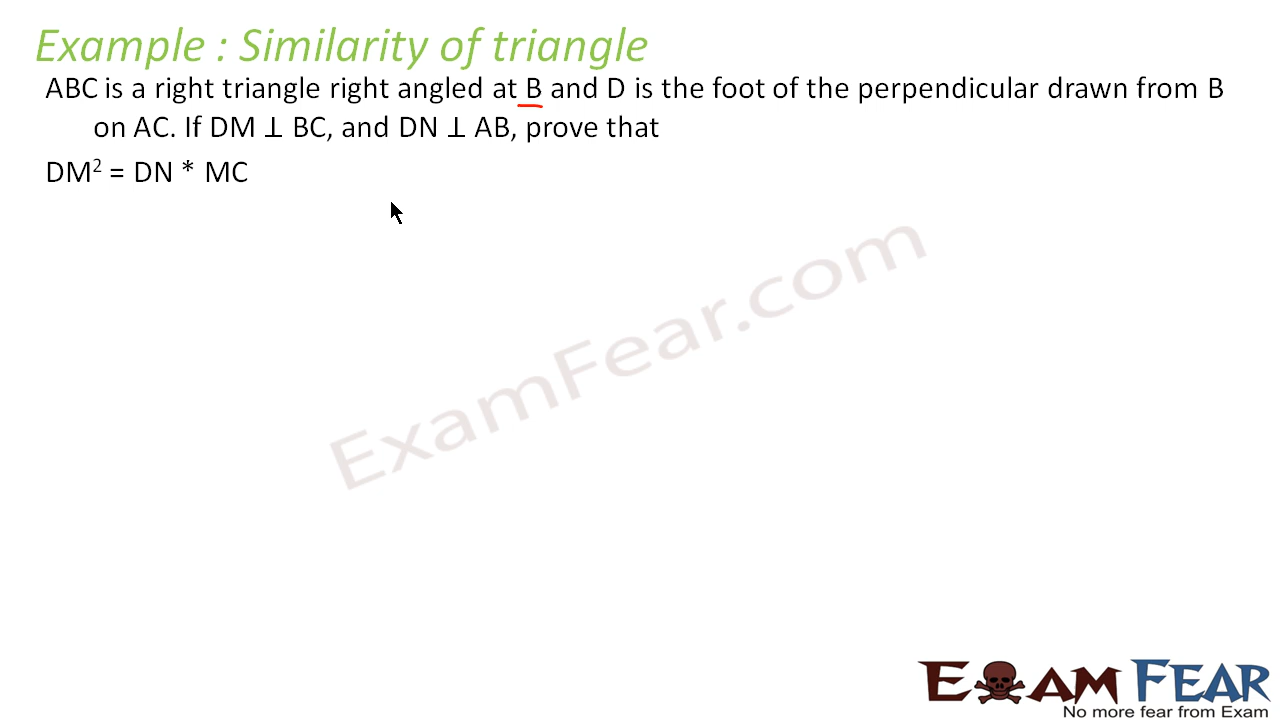 Example : Similarity of triangle
ABC is a right triangle right angled at B and D is the foot of the perpendicular drawn from B
on AC. If DM ⊥ BC, and DN ⊥ AB, prove that
DM² = DN * MC
ExamFear.com
EXAM FEAR
No more fear from Exam